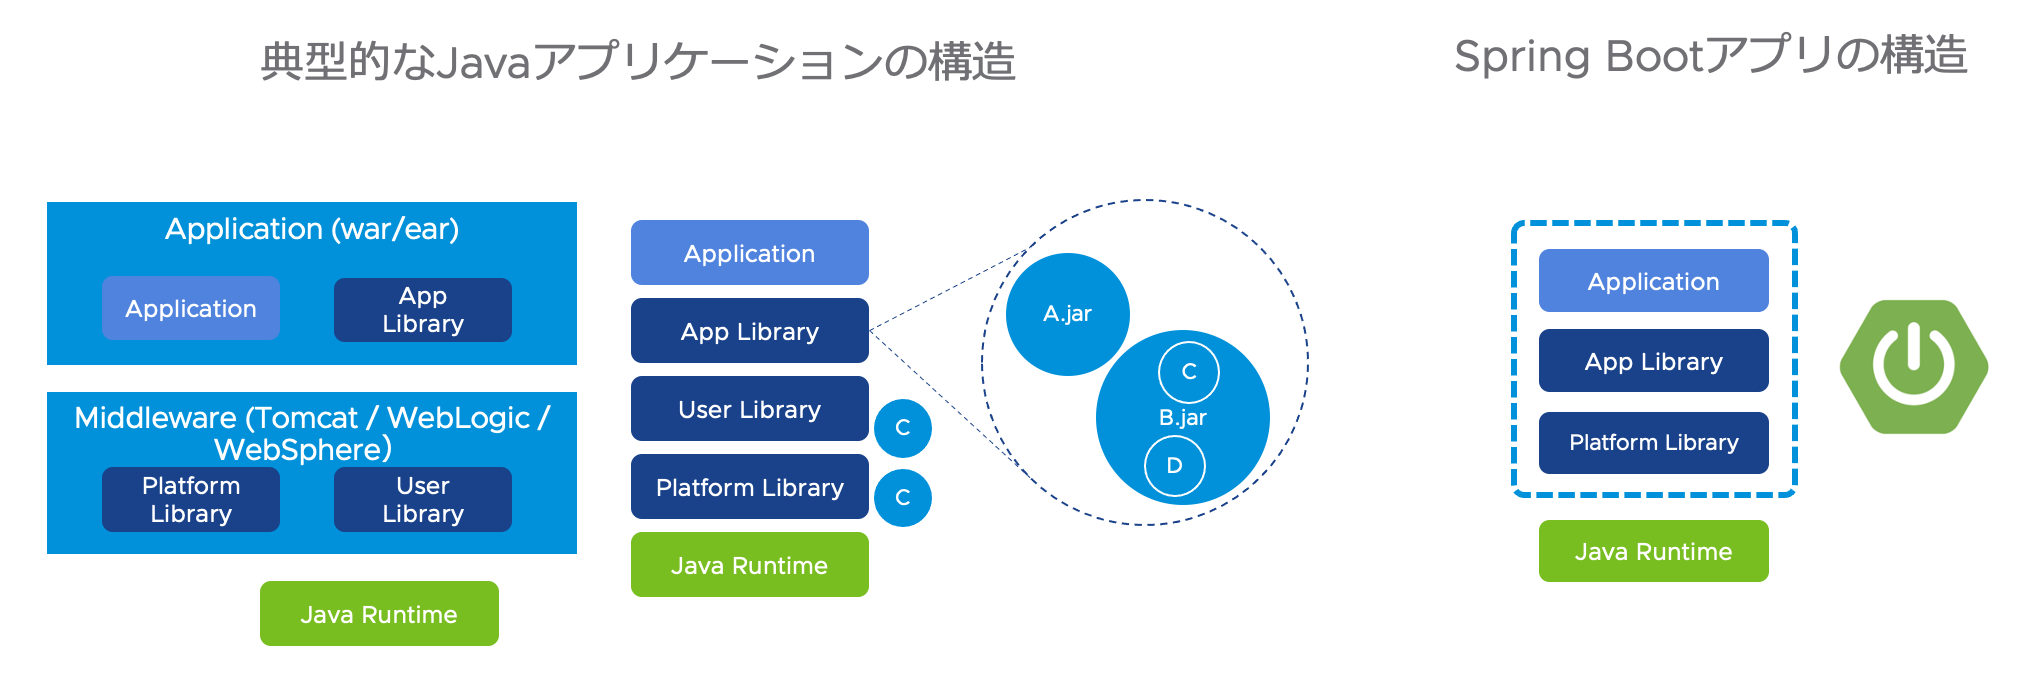 典型的なJavaアプリケーションの構造
Spring Bootアプリの構造
Application (war/ear)
Application
App
Library
Middleware (Tomcat / WebLogic /
WebSphere)
Platform
Library
User
Library
Java Runtime
Application
App Library
User Library
Platform Library
Java Runtime
C
C
A.jar
C
B.jar
D
Application
App Library
Platform Library
Java Runtime